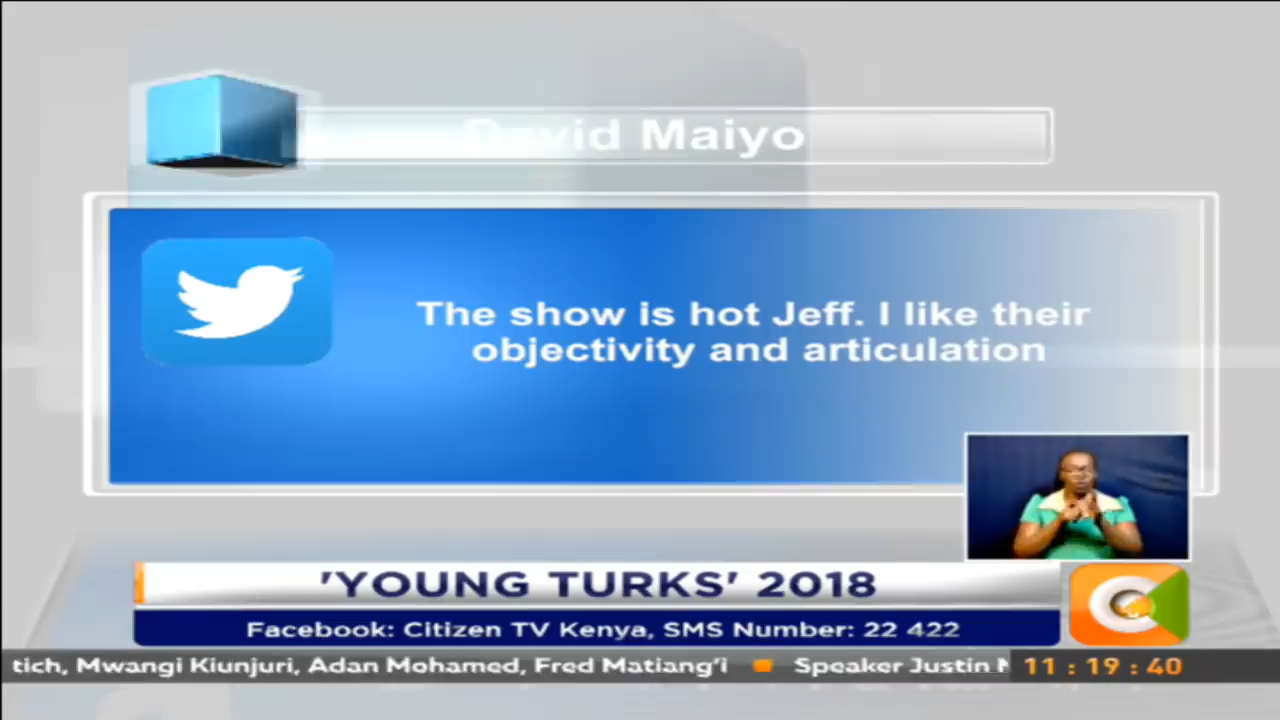 David Maiyo
The show is hot Jeff. I like their
objectivity and articulation
'YOUNG TURKS' 2018
Facebook: Citizen TV Kenya, SMS Number: 22 422
tich, Mwangi Kiunjuri, Adan Mohamed, Fred Matiang'i Speaker Justin 11:19:40